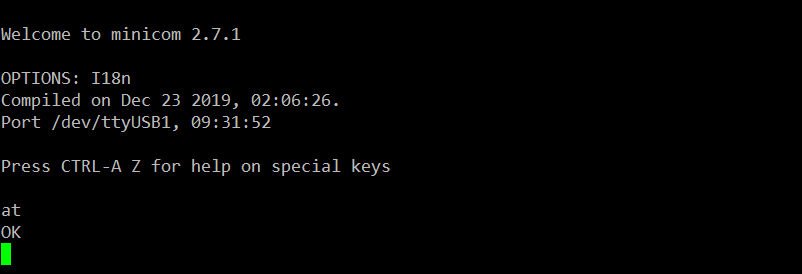 Welcome to minicom 2.7.1
OPTIONS: I18n
Compiled on Dec 23 2019, 02:06:26.
Port /dev/ttyUSB1, 09:31:52
Press CTRL-A Z for help on special keys
at
OK